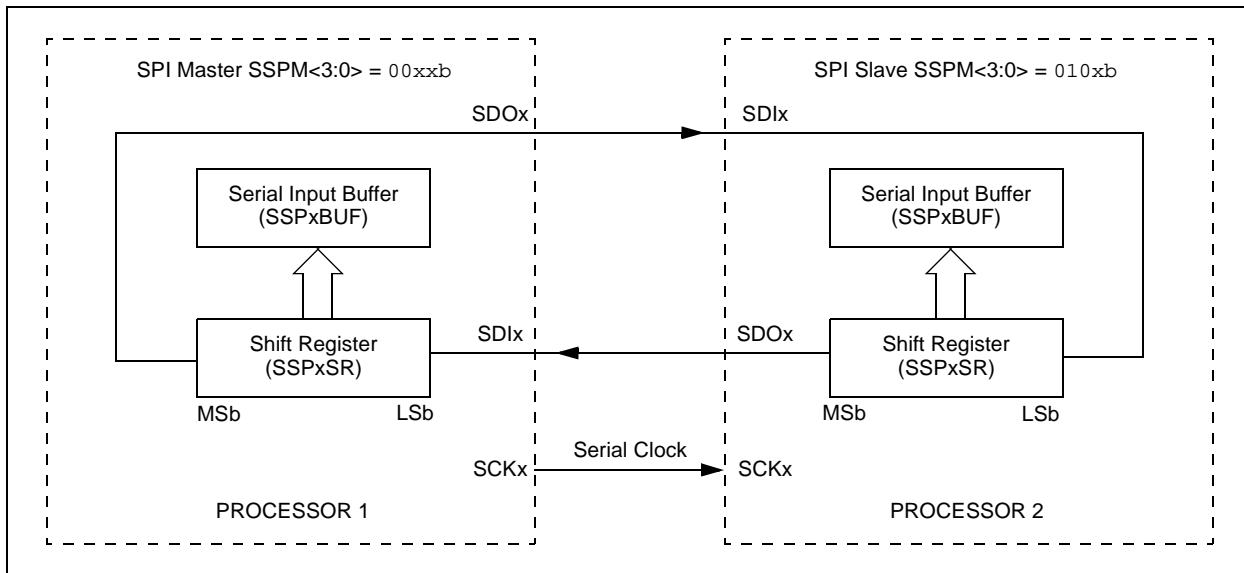 SPI Master SSPM<3:0> = 00xxb
SPI Slave SSPM<3:0> = 010xb
SDOx
SDIx
Serial Input Buffer
(SSPxBUF)
Serial Input Buffer
(SSPxBUF)
SDIx
SDOx
Shift Register
(SSPxSR)
Shift Register
(SSPxSR)
MSb
LSb
MSb
LSb
Serial Clock
SCKx
SCKx
PROCESSOR 1
PROCESSOR 2